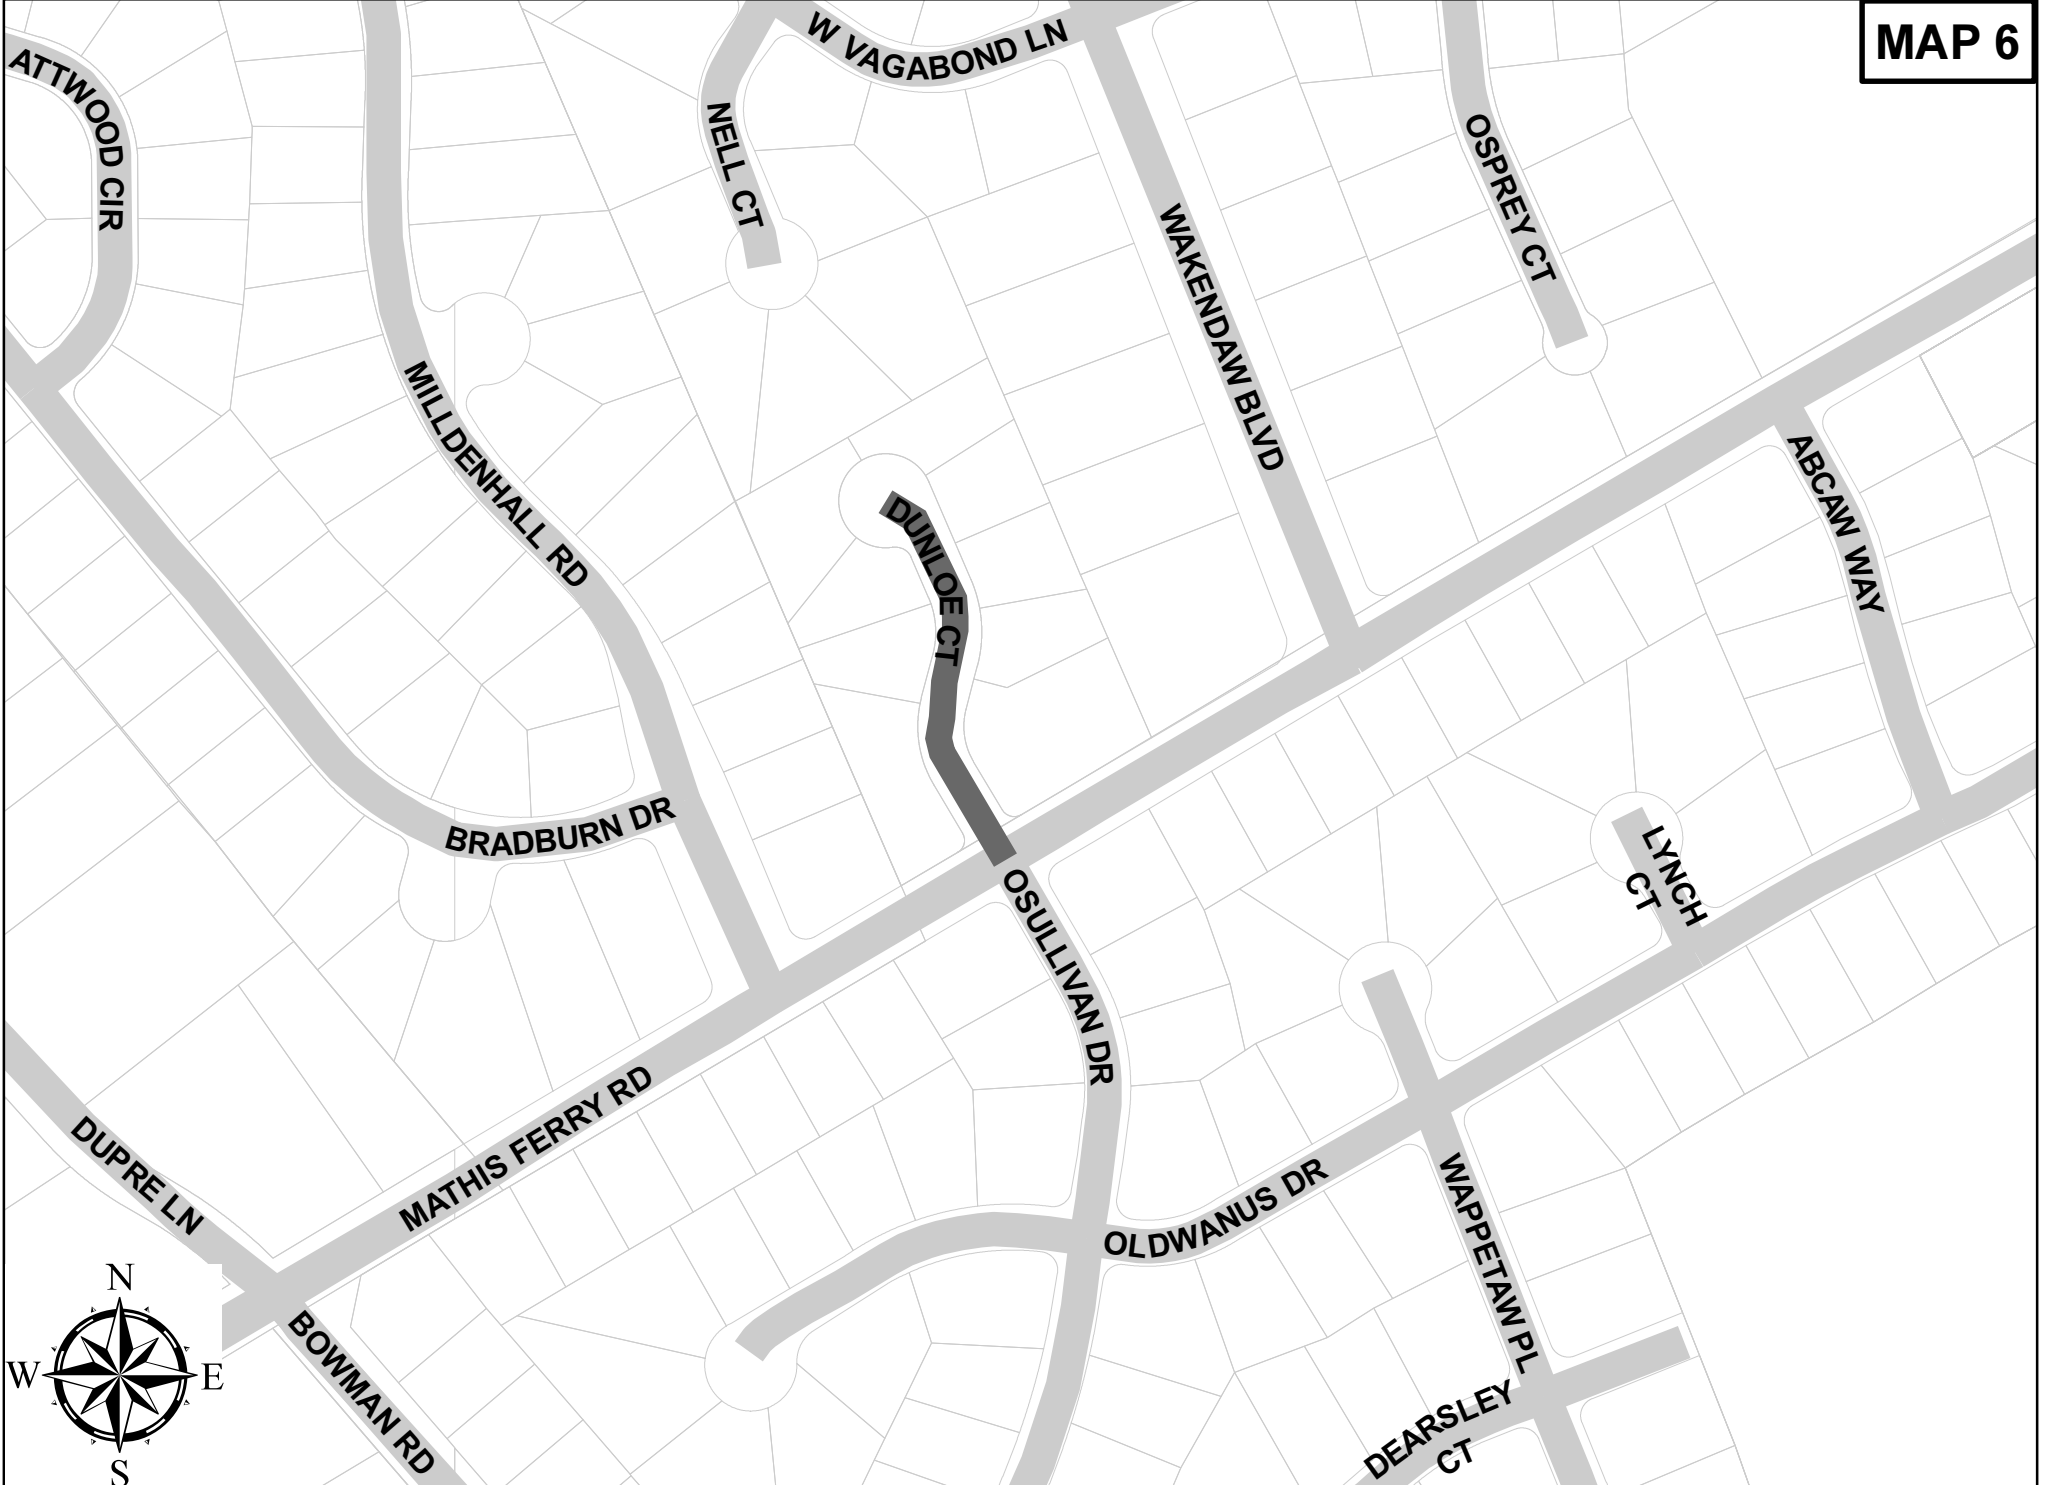 MAP 6
W VAGABOND LN
ATTWOOD CIR
NELL CT
OSPREY CT
WAKENDAW BLVD
MILDENHALL RD
ABCAW WAY
DUNLOE CT
BRADBURN DR
LYNCH
CT
OSULLIVAN DR
MATHIS FERRY RD
DUPRE LN
OLDWANUS DR
WAPPETAW PL
BOWMAN RD
DEARSLEY
CT
N
W
E
S